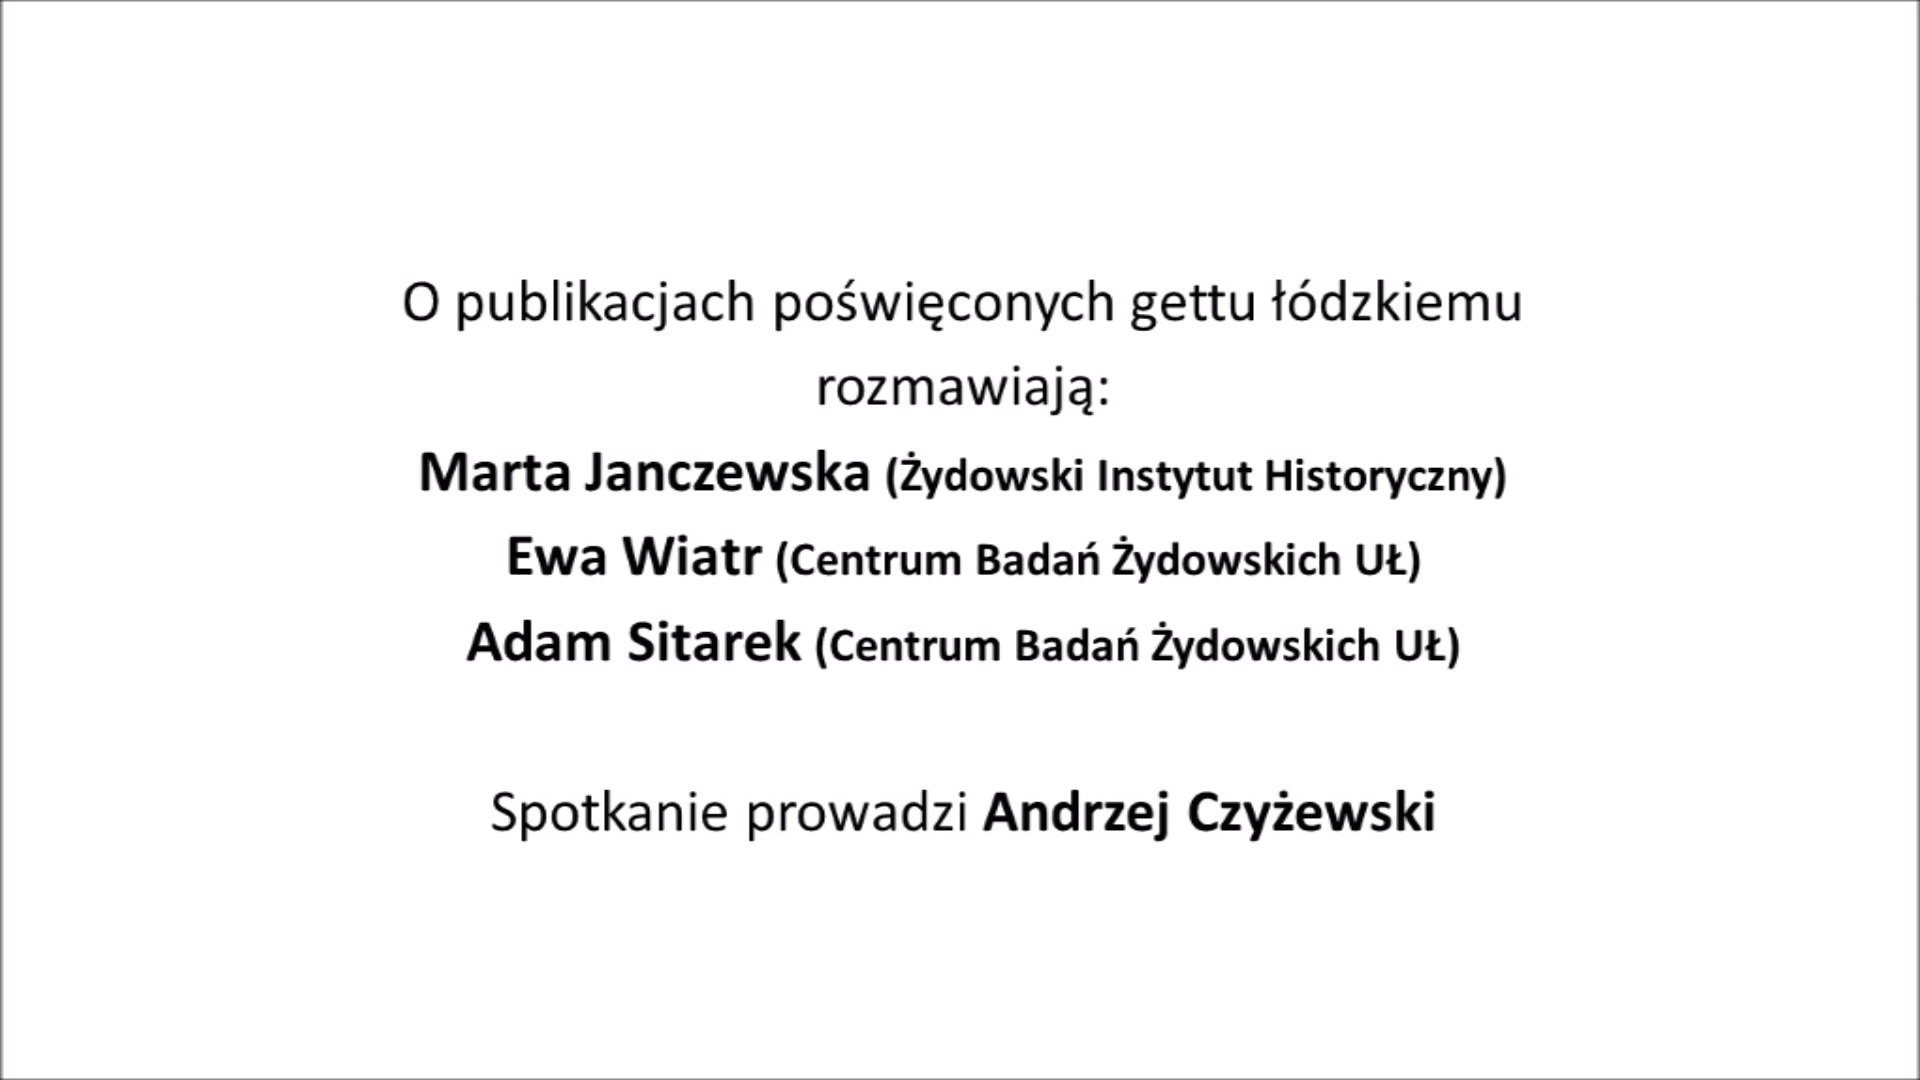 O publikacjach poświęconych gettu łódzkiemu
rozmawiają:
Marta Janczewska (Żydowski Instytut Historyczny)
Ewa Wiatr (Centrum Badań Żydowskich UŁ)
Adam Sitarek (Centrum Badań Żydowskich UŁ)
Spotkanie prowadzi Andrzej Czyżewski